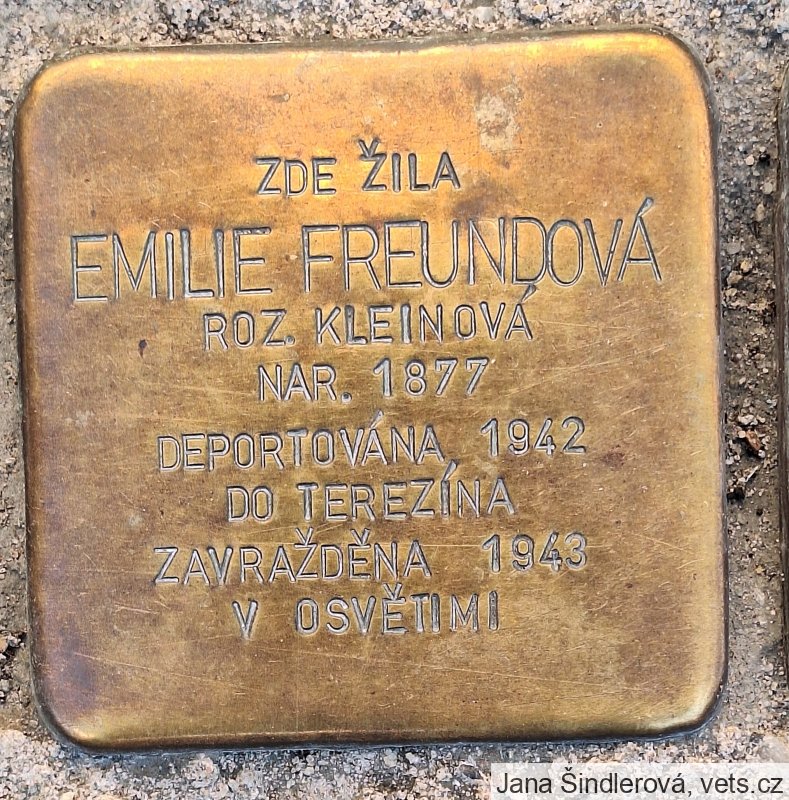 ZDE ŽILA
EMILIE FREUNDOVÁ
ROZ. KLEINOVÁ
NAR. 1877
DEPORTOVÁNA 1942
DO TEREZÍNA
ZAVRAŽDĚNA 1943
V OSVĚTIMI
Jana Šindlerová, vets.cz